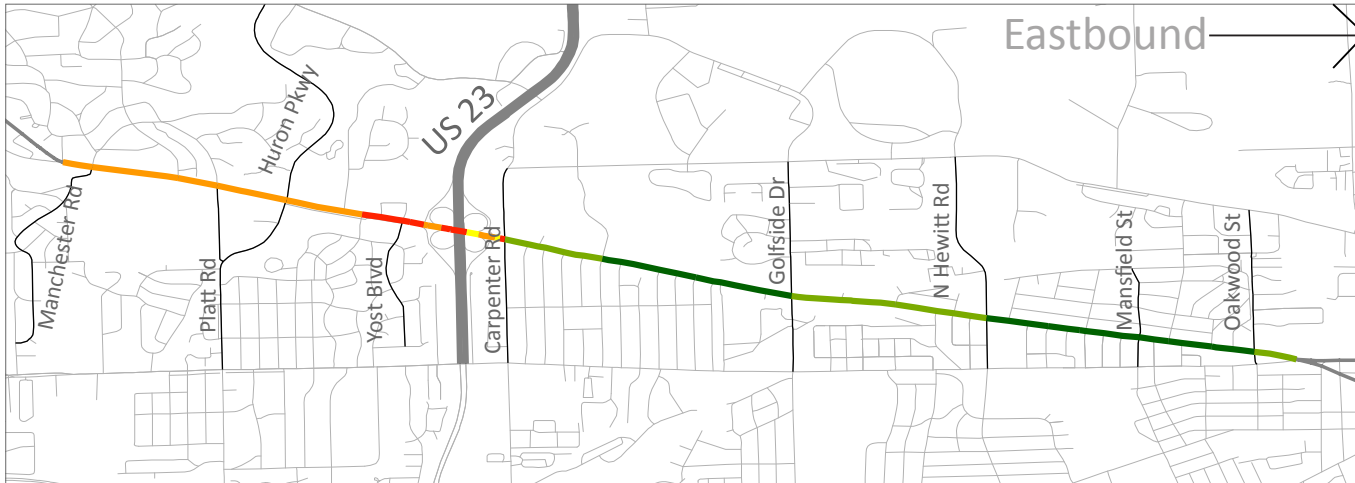 Eastbound
Huron Pkwy
US 23
Manchester Rd
Platt Rd
Yost Blvd
Carpenter Rd
Golfside Dr
N Hewitt Rd
Mansfield St
Oakwood St